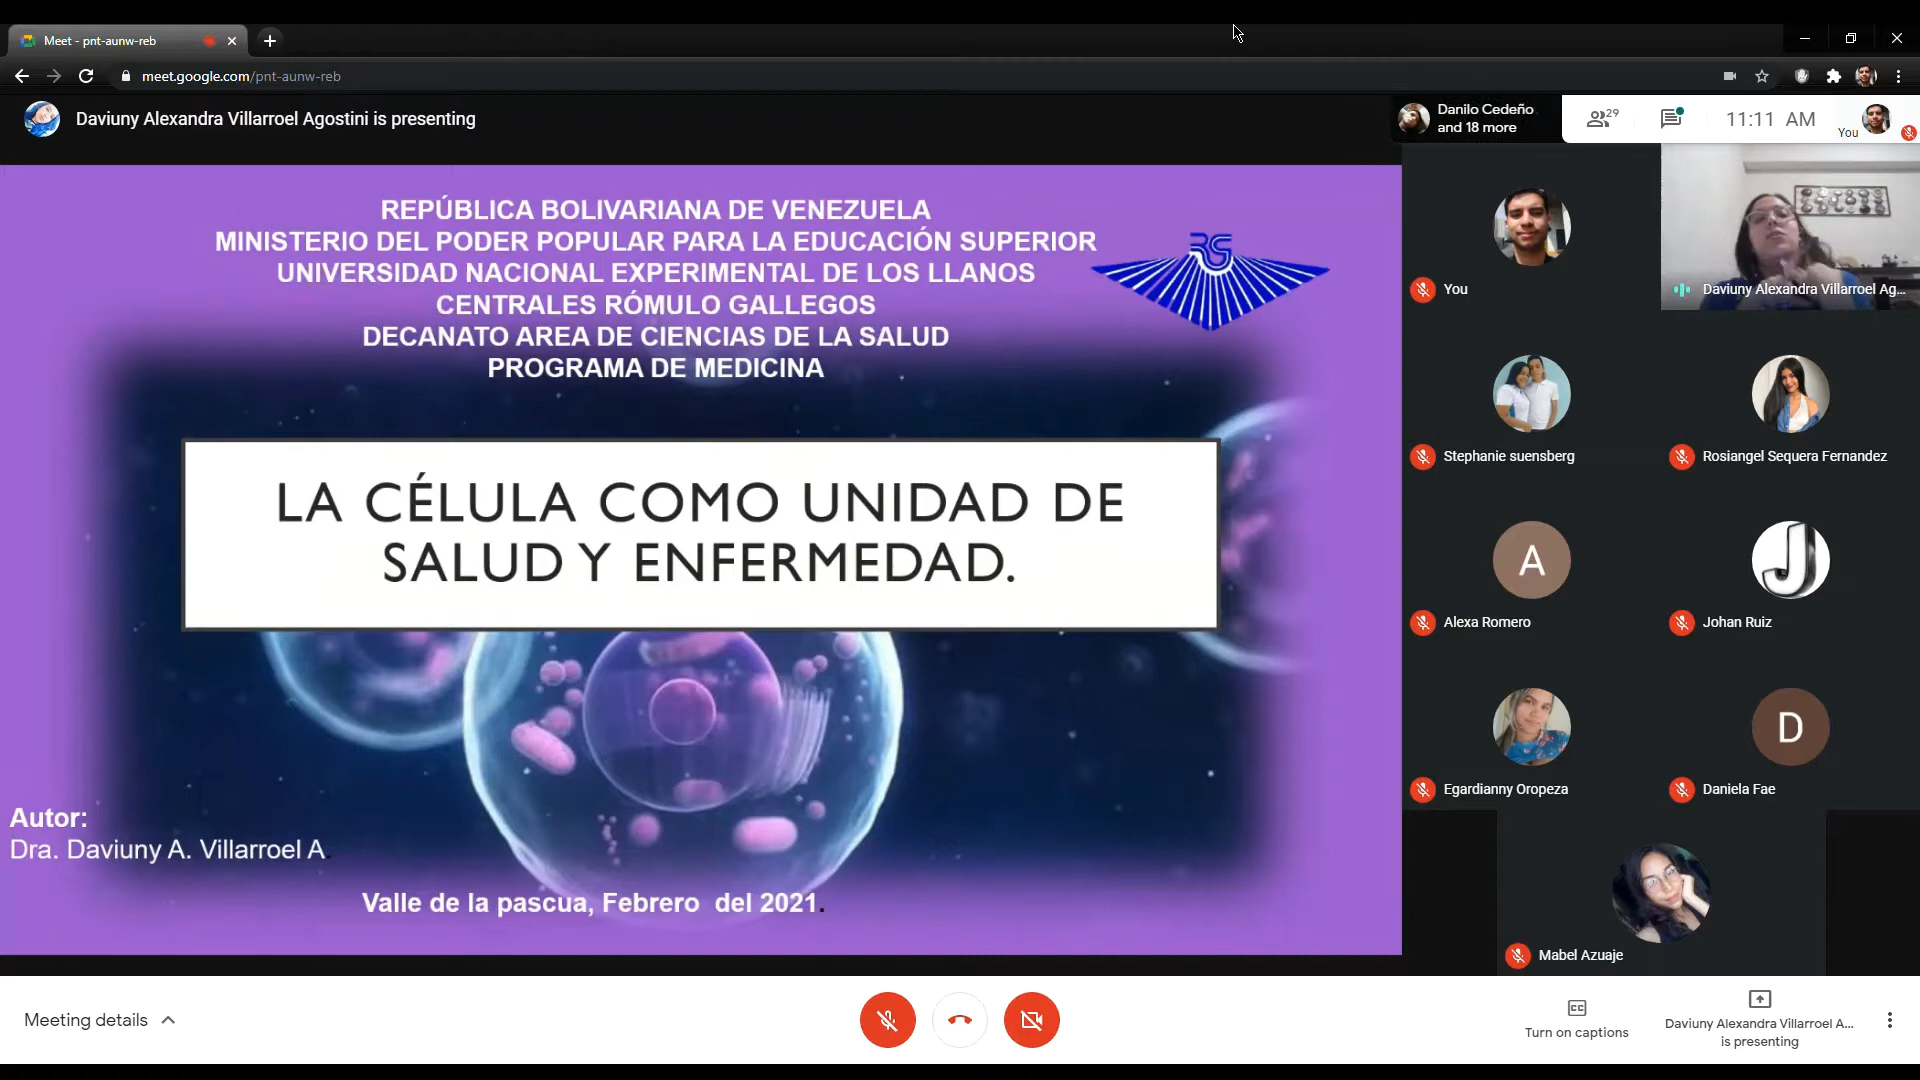 Meet - pnt-aunw-reb
meet.google.com/pnt-aunw-reb
Daviuny Alexandra Villarroel Agostini is presenting
Danilo Cedeño
and 18 more
29
11:11 AM
You
REPÚBLICA BOLIVARIANA DE VENEZUELA
MINISTERIO DEL PODER POPULAR PARA LA EDUCACIÓN SUPERIOR
UNIVERSIDAD NACIONAL EXPERIMENTAL DE LOS LLANOS
CENTRALES RÓMULO GALLEGOS
DECANATO AREA DE CIENCIAS DE LA SALUD
PROGRAMA DE MEDICINA
RG
LA CÉLULA COMO UNIDAD DE
SALUD Y ENFERMEDAD.
Autor:
Dra. Daviuny A. Villarroel A.
Valle de la pascua, Febrero del 2021.
You
Daviuny Alexandra Villarroel Ag...
Stephanie suensberg
Rosiangel Sequera Fernandez
A
Alexa Romero
J
Johan Ruiz
Egardianny Oropeza
D
Daniela Fae
Mabel Azuaje
Meeting details
CC
Turn on captions
Daviuny Alexandra Villarroel A...
is presenting